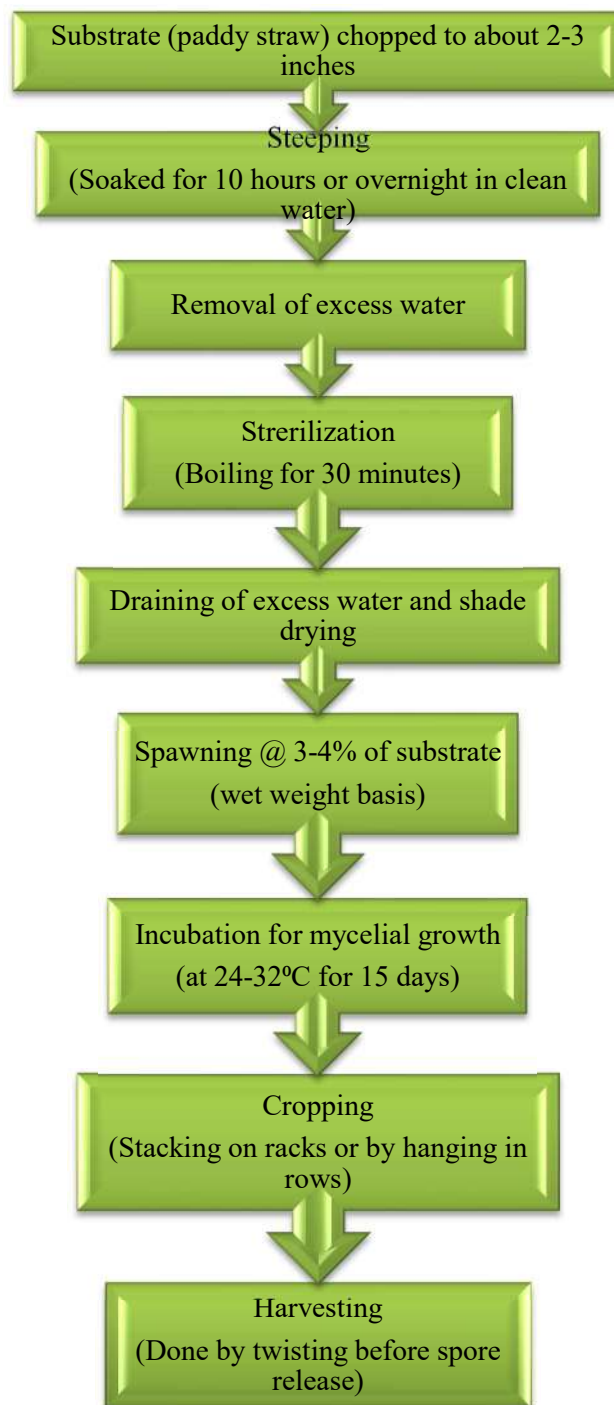 Substrate (paddy straw) chopped to about 2-3
inches
Steeping
(Soaked for 10 hours or overnight in clean
water)
Removal of excess water
Strerilization
(Boiling for 30 minutes)
Draining of excess water and shade
drying
Spawning @ 3-4% of substrate
(wet weight basis)
Incubation for mycelial growth
(at 24-32⁰C for 15 days)
Cropping
(Stacking on racks or by hanging in
rows)
Harvesting
(Done by twisting before spore
release)